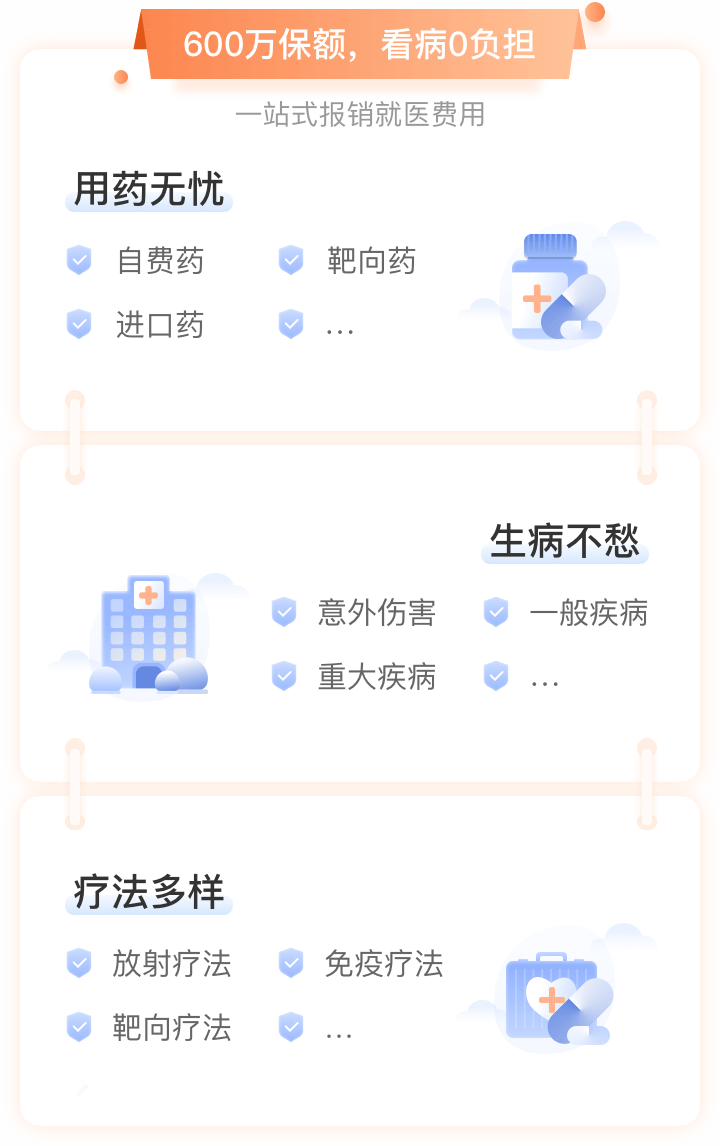 600万保额，看病0负担
一站式报销就医费用
用药无忧
自费药 靶向药
进口药 ...
生病不愁
意外伤害 一般疾病
重大疾病 ...
疗法多样
放射疗法 免疫疗法
靶向疗法 ...